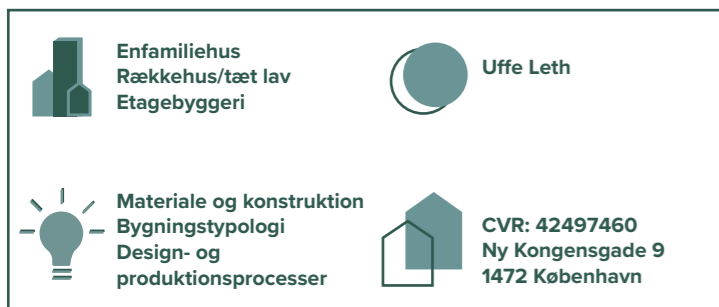 Enfamiliehus
Rækkehus/tæt lav
Etagebyggeri
Uffe Leth
Materiale og konstruktion
Bygningstypologi
Design- og
produktionsprocesser
CVR: 42497460
Ny Kongensgade 9
1472 København